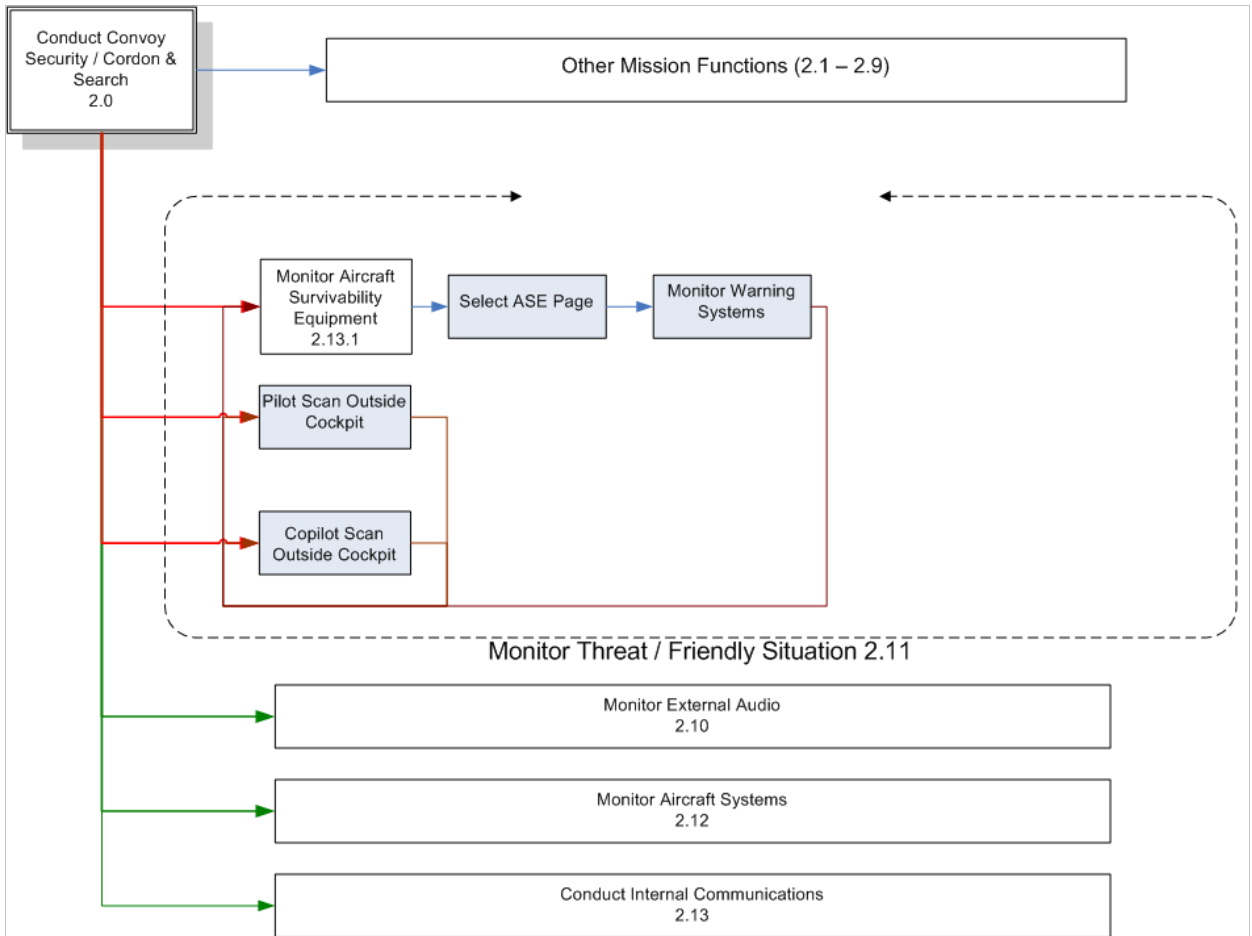 Conduct Convoy
Security / Cordon &
Search
2.0
Other Mission Functions (2.1 – 2.9)
Monitor Aircraft
Survivability
Equipment
2.13.1
Select ASE Page
Monitor Warning
Systems
Pilot Scan Outside
Cockpit
Copilot Scan
Outside Cockpit
Monitor Threat / Friendly Situation 2.11
Monitor External Audio
2.10
Monitor Aircraft Systems
2.12
Conduct Internal Communications
2.13